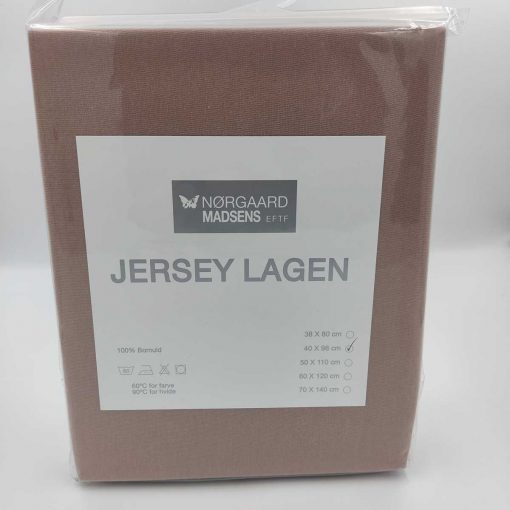 NØRGAARD
MADSENS EFTF
JERSEY LAGEN
38 X 80 cm
100% Bomuld
40 X 96 cm
50 X 110 cm
60 X 120 cm
60°C for farve
90°C for hvide
70 X 140 cm